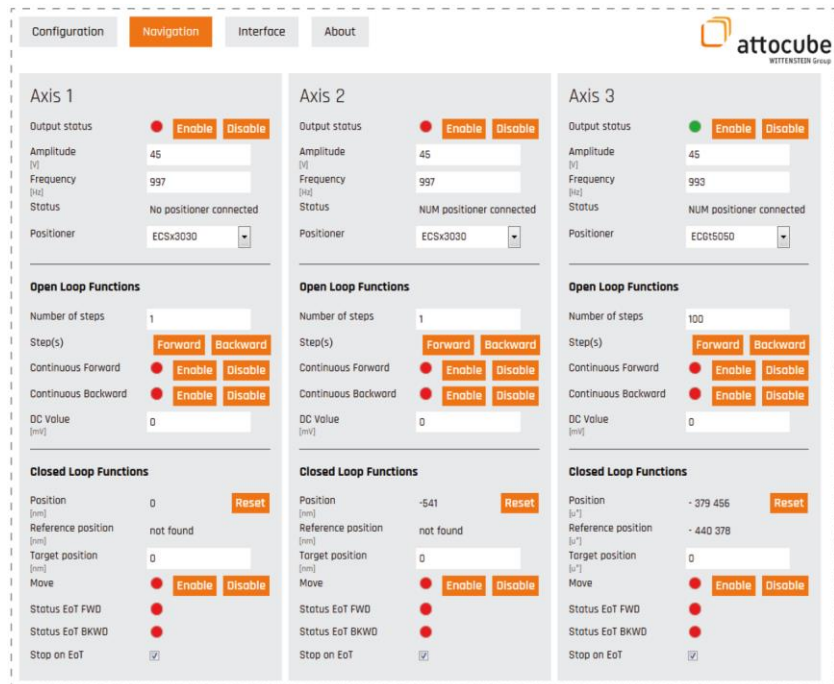 Configuration
Navigation
Interface
About
attocube
WITTENSTEIN Group
Axis 1
Output status Enable Disable
Amplitude 45
[V]
Frequency 997
[Hz]
Status No positioner connected
Positioner ECSx3030
Open Loop Functions
Number of steps 1
Step(s) Forward Backward
Continuous Forward Enable Disable
Continuous Backward Enable Disable
DC Value 0
[mV]
Closed Loop Functions
Position 0 Reset
[nm]
Reference position not found
[nm]
Target position 0
[nm]
Move Enable Disable
Status EoT FWD
Status EoT BKWD
Stop on EoT
Axis 2
Output status Enable Disable
Amplitude 45
[V]
Frequency 997
[Hz]
Status NUM positioner connected
Positioner ECSx3030
Open Loop Functions
Number of steps 1
Step(s) Forward Backward
Continuous Forward Enable Disable
Continuous Backward Enable Disable
DC Value 0
[mV]
Closed Loop Functions
Position -541 Reset
[nm]
Reference position not found
[nm]
Target position 0
[nm]
Move Enable Disable
Status EoT FWD
Status EoT BKWD
Stop on EoT
Axis 3
Output status Enable Disable
Amplitude 45
[V]
Frequency 993
[Hz]
Status NUM positioner connected
Positioner ECGt5050
Open Loop Functions
Number of steps 100
Step(s) Forward Backward
Continuous Forward Enable Disable
Continuous Backward Enable Disable
DC Value 0
[mV]
Closed Loop Functions
Position - 379 456 Reset
[u°]
Reference position - 440 378
[u°]
Target position 0
[u°]
Move Enable Disable
Status EoT FWD
Status EoT BKWD
Stop on EoT